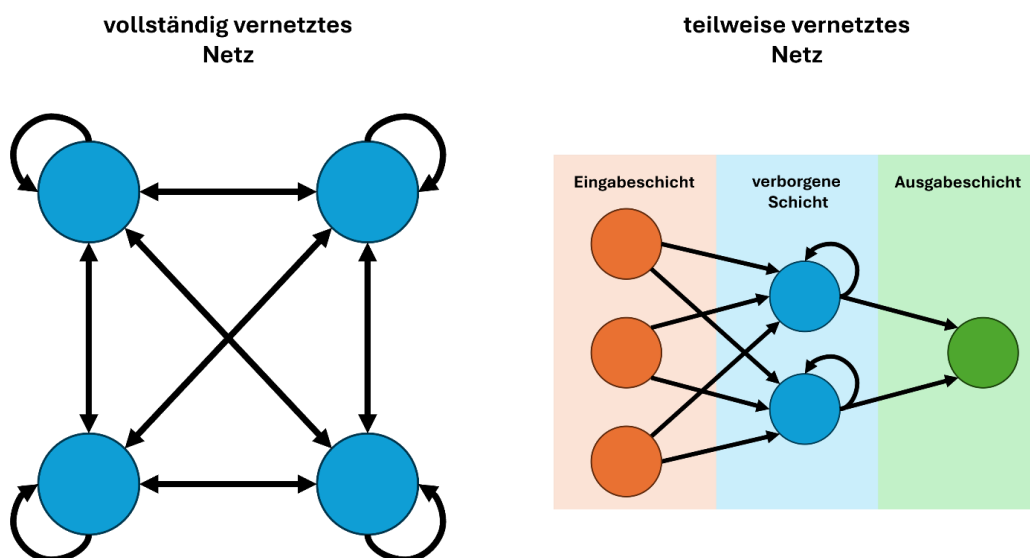 vollständig vernetztes
Netz
teilweise vernetztes
Netz
Eingabeschicht
verborgene
Schicht
Ausgabeschicht